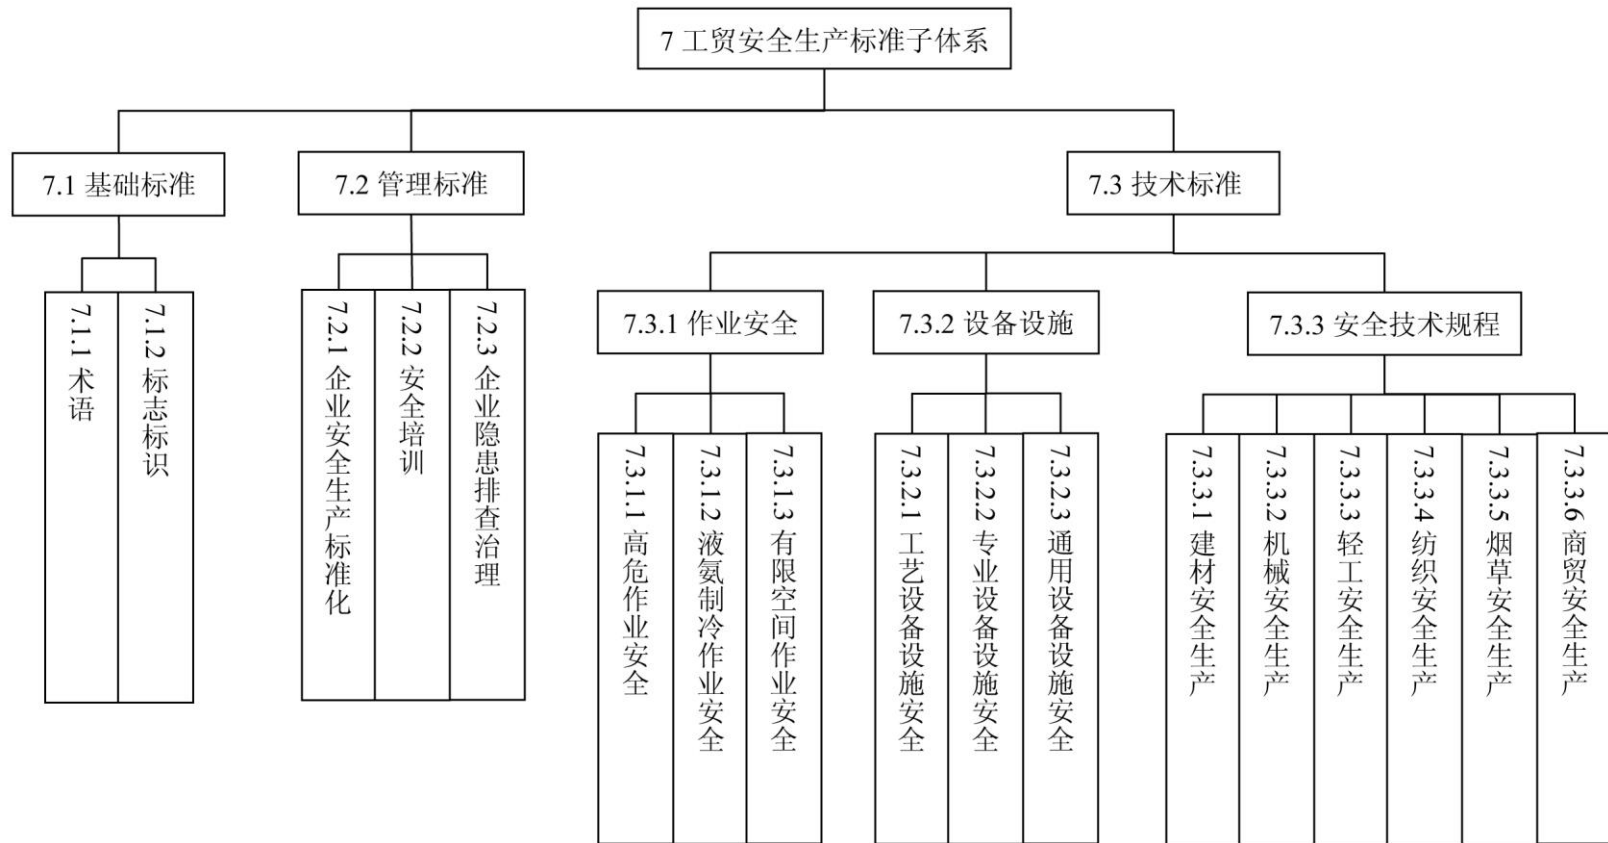 7 工贸安全生产标准子体系
7.1 基础标准
7.2 管理标准
7.3 技术标准
7.3.1 作业安全
7.3.2 设备设施
7.3.3 安全技术规程
7.1.1 术语
7.1.2 标志标识
7.2.1 企业安全生产标准化
7.2.2 安全培训
7.2.3 企业隐患排查治理
7.3.1.1 高危作业安全
7.3.1.2 液氨制冷作业安全
7.3.1.3 有限空间作业安全
7.3.2.1 工艺设备设施安全
7.3.2.2 专业设备设施安全
7.3.2.3 通用设备设施安全
7.3.3.1 建材安全生产
7.3.3.2 机械安全生产
7.3.3.3 轻工安全生产
7.3.3.4 纺织安全生产
7.3.3.5 烟草安全生产
7.3.3.6 商贸安全生产